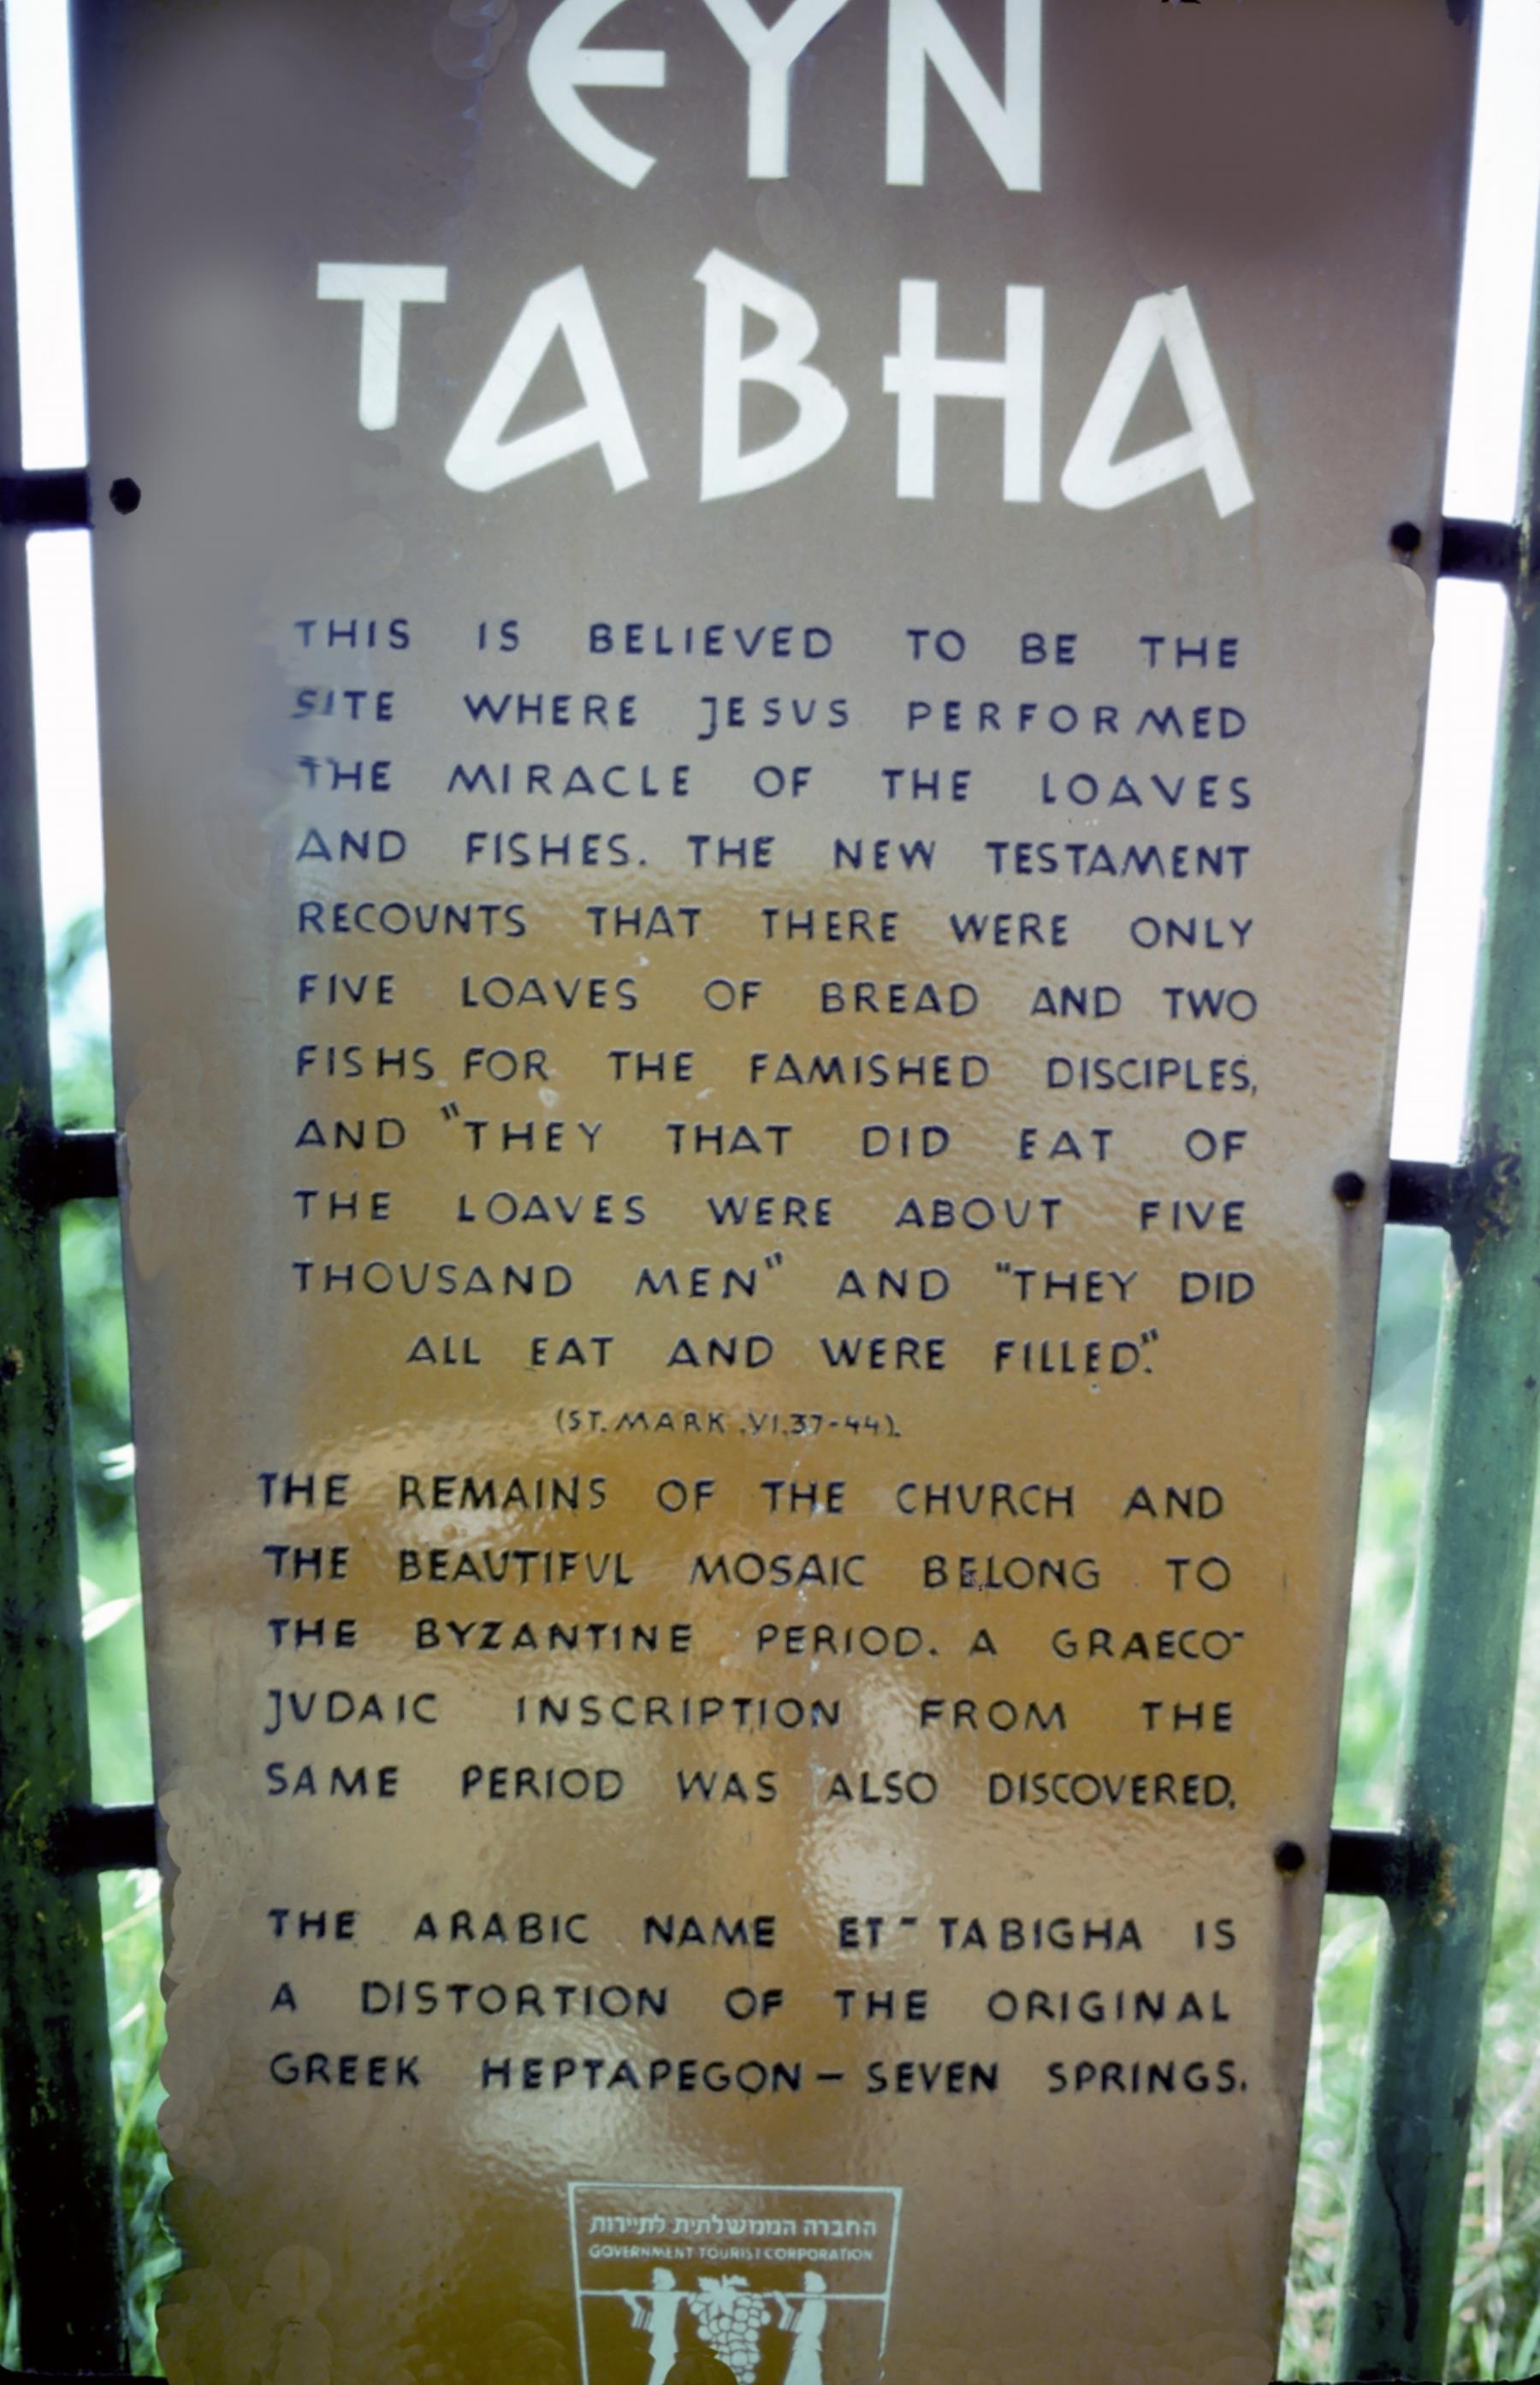 EYN
TABHA
THIS IS BELIEVED TO BE THE
SITE WHERE JESUS PERFORMED
THE MIRACLE OF THE LOAVES
AND FISHES. THE NEW TESTAMENT
RECOUNTS THAT THERE WERE ONLY
FIVE LOAVES OF BREAD AND TWO
FISHS FOR THE FAMISHED DISCIPLES,
AND "THEY THAT DID EAT OF
THE LOAVES WERE ABOUT FIVE
THOUSAND MEN" AND "THEY DID
ALL EAT AND WERE FILLED".
(ST. MARK .VI.37-44).
THE REMAINS OF THE CHURCH AND
THE BEAUTIFUL MOSAIC BELONG TO
THE BYZANTINE PERIOD. A GRAECO-
JUDAIC INSCRIPTION FROM THE
SAME PERIOD WAS ALSO DISCOVERED.
THE ARABIC NAME ET-TABIGHA IS
A DISTORTION OF THE ORIGINAL
GREEK HEPTAPEGON - SEVEN SPRINGS.
החברה הממשלתית לתיירות
GOVERNMENT TOURIST CORPORATION